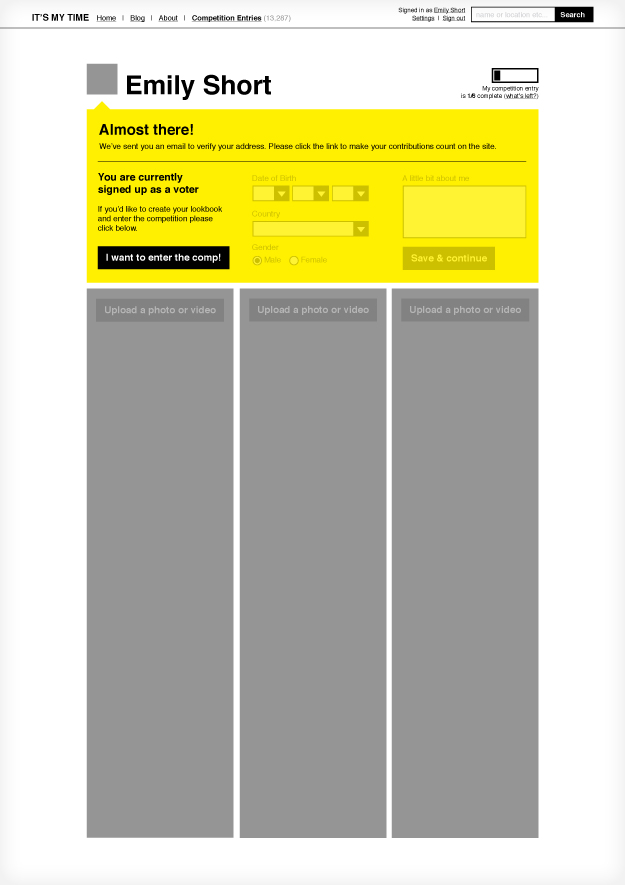 IT'S MY TIME Home | Blog | About | Competition Entries (13,287)
Signed in as Emily Short
Settings | Sign out
name or location etc...
Search
Emily Short
My competition entry
is 1/6 complete (what's left?)
Almost there!
We've sent you an email to verify your address. Please click the link to make your contributions count on the site.
You are currently
signed up as a voter
If you'd like to create your lookbook
and enter the competition please
click below.
I want to enter the comp!
Date of Birth
Country
Gender
Male Female
A little bit about me
Save & continue
Upload a photo or video
Upload a photo or video
Upload a photo or video